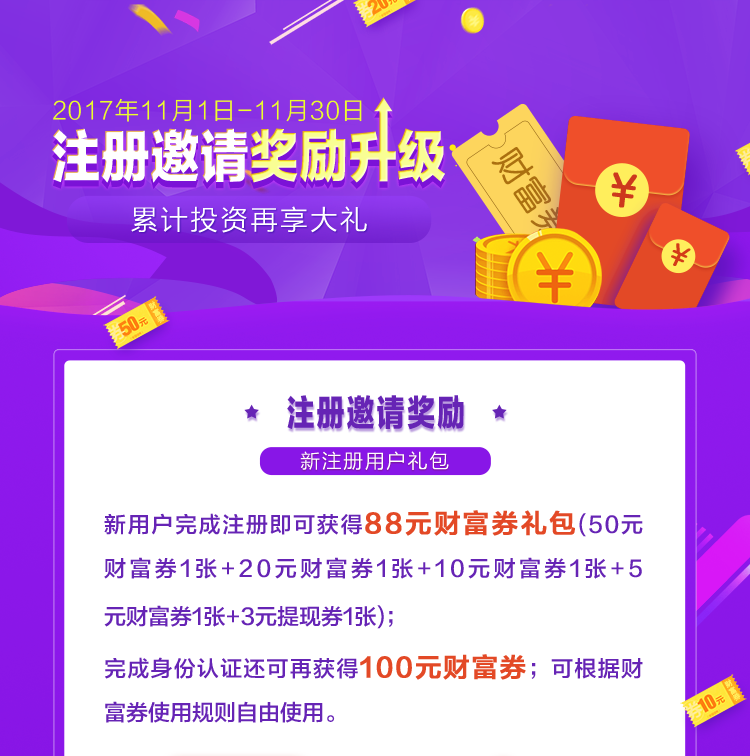 20元
2017年11月1日-11月30日
注册邀请奖励升级
累计投资再享大礼
财富券
¥
¥
¥
50元
注册邀请奖励
新注册用户礼包
新用户完成注册即可获得88元财富券礼包(50元
财富券1张+20元财富券1张+10元财富券1张+5
元财富券1张+3元提现券1张);
完成身份认证还可再获得100元财富券；可根据财
富券使用规则自由使用。
10元